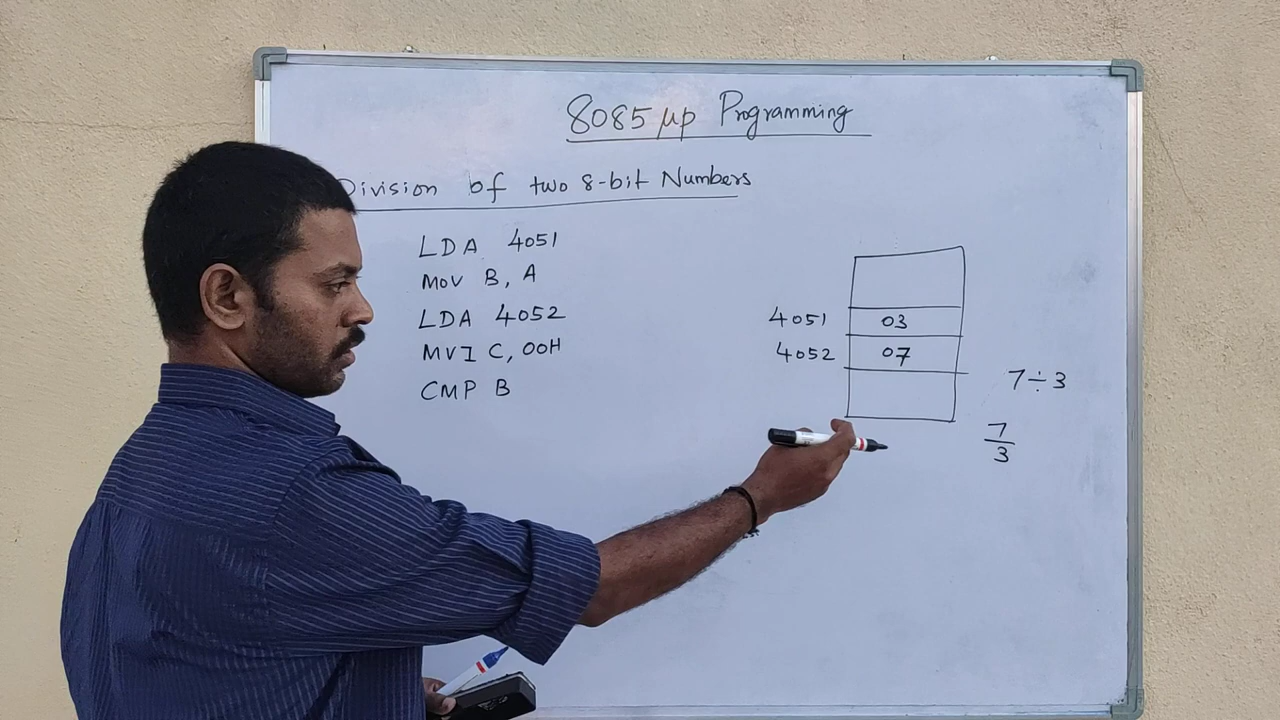 8085 μp Programming
Division of two 8-bit Numbers
LDA 4051
MOV B, A
LDA 4052
MVI C, 00H
CMP B
4051 03
4052 07
7÷3
7
3